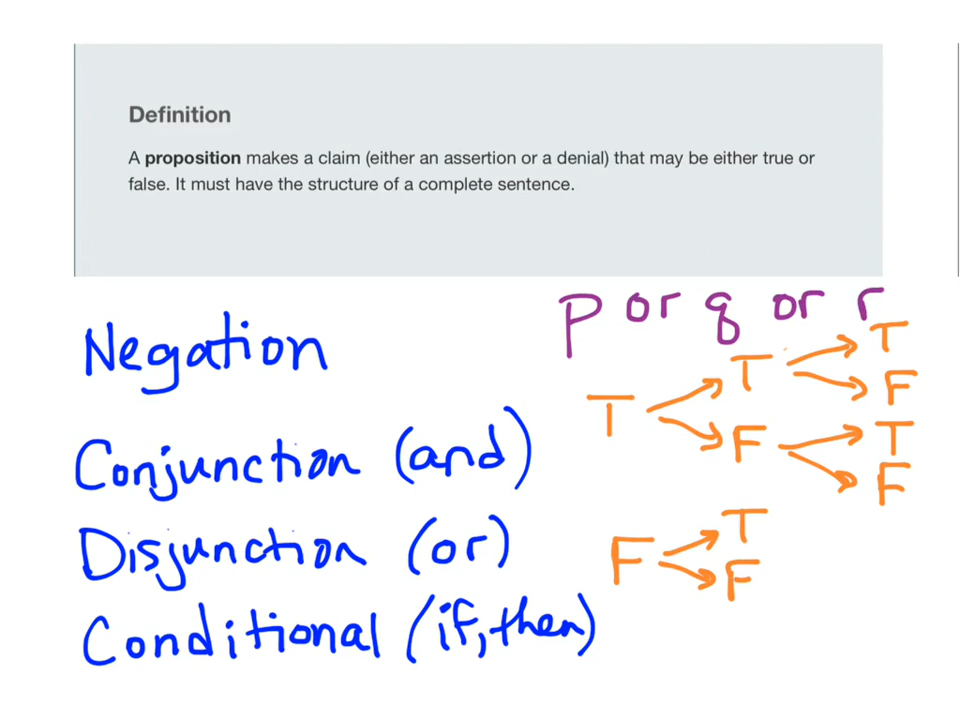 Definition
A proposition makes a claim (either an assertion or a denial) that may be either true or
false. It must have the structure of a complete sentence.
p or q or r
Negation
T
T
F
T
F
T
F
Conjunction (and)
T
F
F
Disjunction (or)
Conditional (if, then)